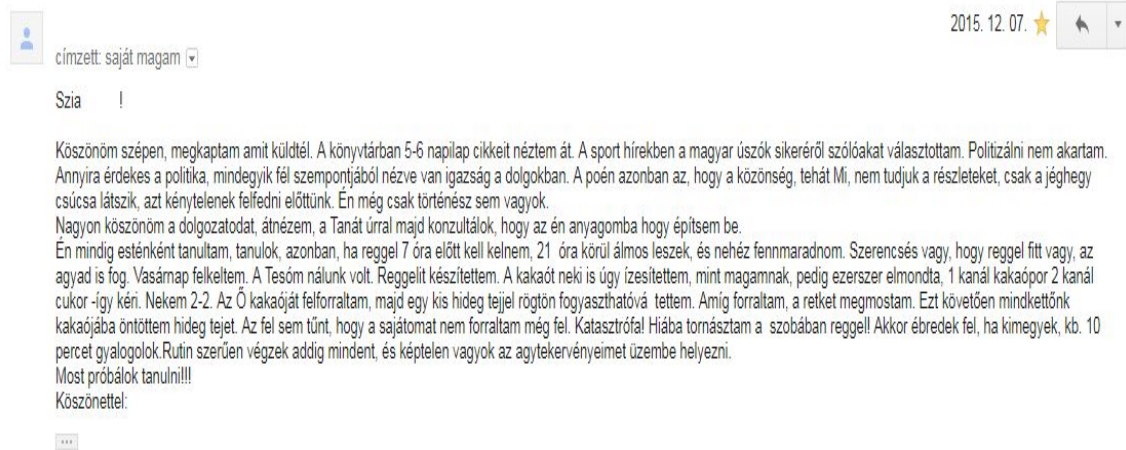 2015. 12. 07.
címzett: saját magam
Szia !
Köszönöm szépen, megkaptam amit küldtél. A könyvtárban 5-6 napilap cikkeit néztem át. A sport hírekben a magyar úszók sikeréről szólóakat választottam. Politizálni nem akartam.
Annyira érdekes a politika, mindegyik fél szempontjából nézve van igazság a dolgokban. A poén azonban az, hogy a közönség, tehát Mi, nem tudjuk a részleteket, csak a jéghegy
csúcsa látszik, azt kénytelenek felfedni előttünk. Én még csak történész sem vagyok.
Nagyon köszönöm a dolgozatodat, átnézem, a Tanát úrral majd konzultálok, hogy az én anyagomba hogy építsem be.
Én mindig esténként tanultam, tanulok, azonban, ha reggel 7 óra előtt kell kelnem, 21 óra körül álmos leszek, és nehéz fennmaradnom. Szerencsés vagy, hogy reggel fitt vagy, az
agyad is fog. Vasárnap felkeltem. A Tesóm nálunk volt. Reggelit készítettem. A kakaót neki is úgy ízesítettem, mint magamnak, pedig ezerszer elmondta, 1 kanál kakaópor 2 kanál
cukor -így kéri. Nekem 2-2. Az Ő kakaóját felforraltam, majd egy kis hideg tejjel rögtön fogyaszthatóvá tettem. Amíg forraltam, a retket megmostam. Ezt követően mindkettőnk
kakaójába öntöttem hideg tejet. Az fel sem tűnt, hogy a sajátomat nem forraltam még fel. Katasztrófa! Hiába tornásztam a szobában reggel! Akkor ébredek fel, ha kimegyek, kb. 10
percet gyalogolok.Rutin szerűen végzek addig mindent, és képtelen vagyok az agytekervényeimet üzembe helyezni.
Most próbálok tanulni!!!
Köszönettel: